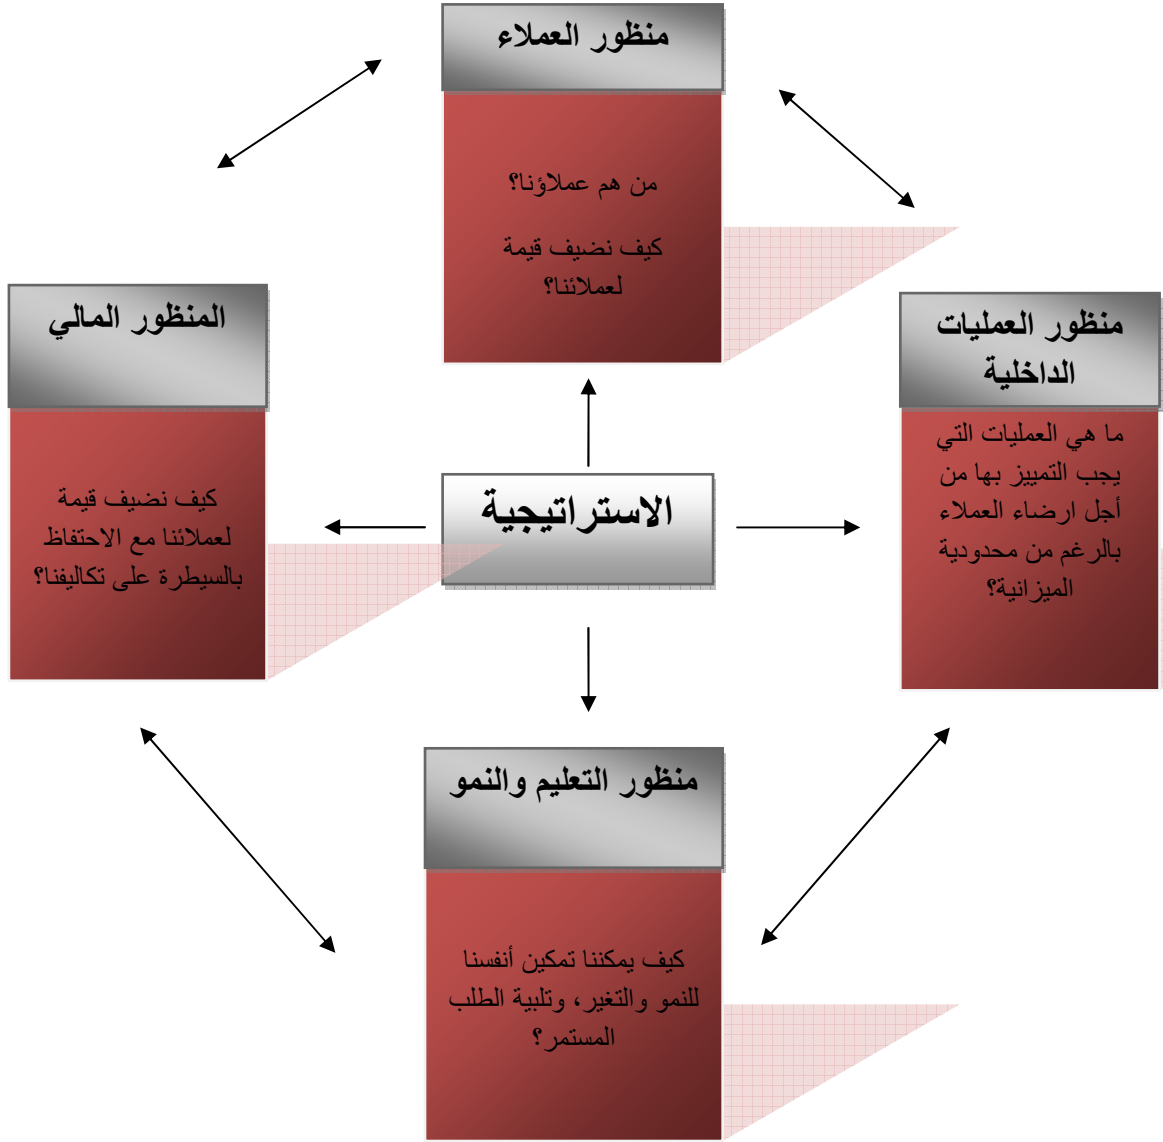 منظور العملاء
من هم عملاؤنا؟
كيف نضيف قيمة
لعملائنا؟
منظور العمليات
الداخلية
ما هي العمليات التي
يجب التمييز بها من
أجل ارضاء العملاء
بالرغم من محدودية
الميزانية؟
الاستراتيجية
المنظور المالي
كيف نضيف قيمة
لعملائنا مع الاحتفاظ
بالسيطرة على تكاليفنا؟
منظور التعليم والنمو
كيف يمكننا تمكين أنفسنا
للنمو والتغير، وتلبية الطلب
المستمر؟